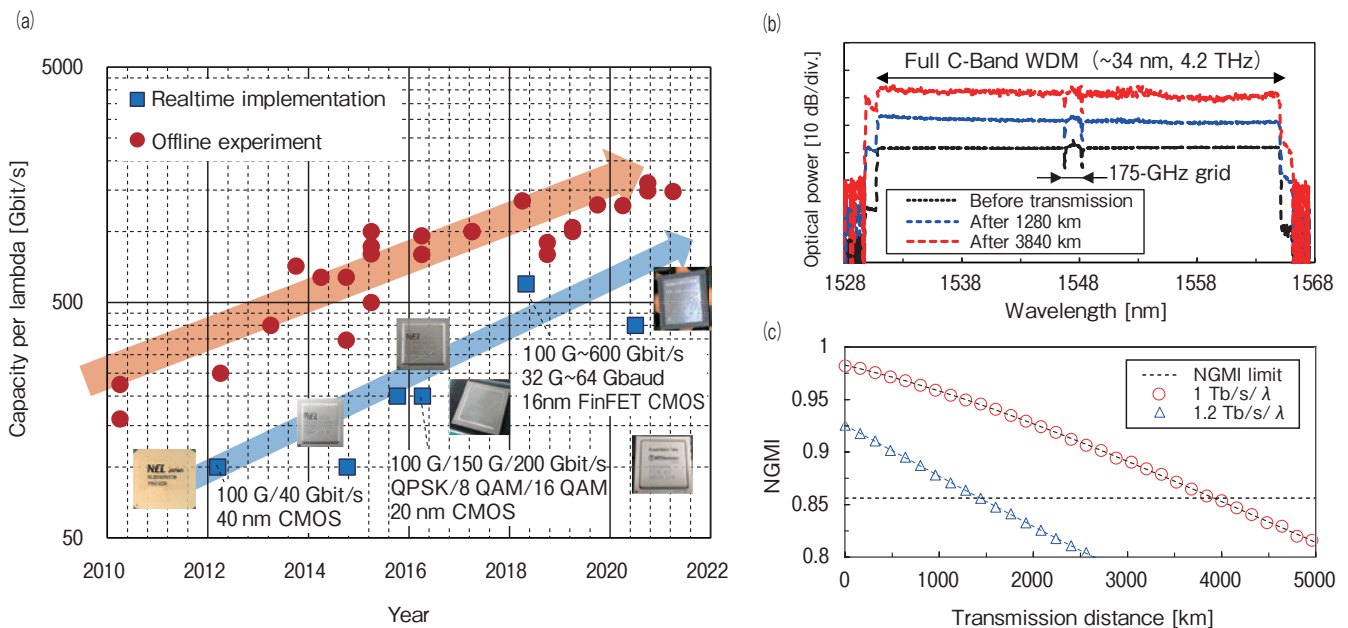 (a)
5000
500
50
Capacity per lambda [Gbit/s]
Realtime implementation
Offline experiment
NEL Japan
NEL
NEL
100 G/40 Gbit/s
40 nm CMOS
100 G/150 G/200 Gbit/s
QPSK/8 QAM/16 QAM
20 nm CMOS
100 G~600 Gbit/s
32 G~64 Gbaud
16nm FinFET CMOS
2010 2012 2014 2016 2018 2020 2022
Year
(b)
Optical power [10 dB/div.]
Full C-Band WDM (~34 nm, 4.2 THz)
175-GHz grid
Before transmission
After 1280 km
After 3840 km
1528 1538 1548 1558 1568
Wavelength [nm]
(c)
NGMI
1
0.95
0.9
0.85
0.8
NGMI limit
1 Tb/s/λ
1.2 Tb/s/λ
0 1000 2000 3000 4000 5000
Transmission distance [km]